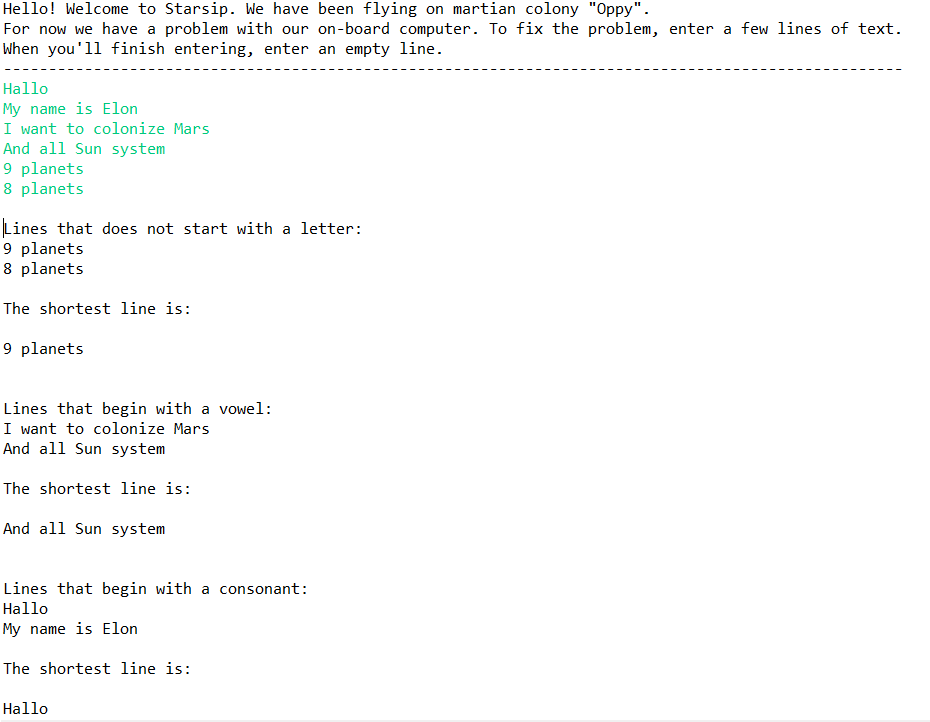 Hello! Welcome to Starsip. We have been flying on martian colony "Oppy".
For now we have a problem with our on-board computer. To fix the problem, enter a few lines of text.
When you'll finish entering, enter an empty line.
----------------------------------------------------------------------------------------------------
Hallo
My name is Elon
I want to colonize Mars
And all Sun system
9 planets
8 planets
Lines that does not start with a letter:
9 planets
8 planets
The shortest line is:
9 planets
Lines that begin with a vowel:
I want to colonize Mars
And all Sun system
The shortest line is:
And all Sun system
Lines that begin with a consonant:
Hallo
My name is Elon
The shortest line is:
Hallo